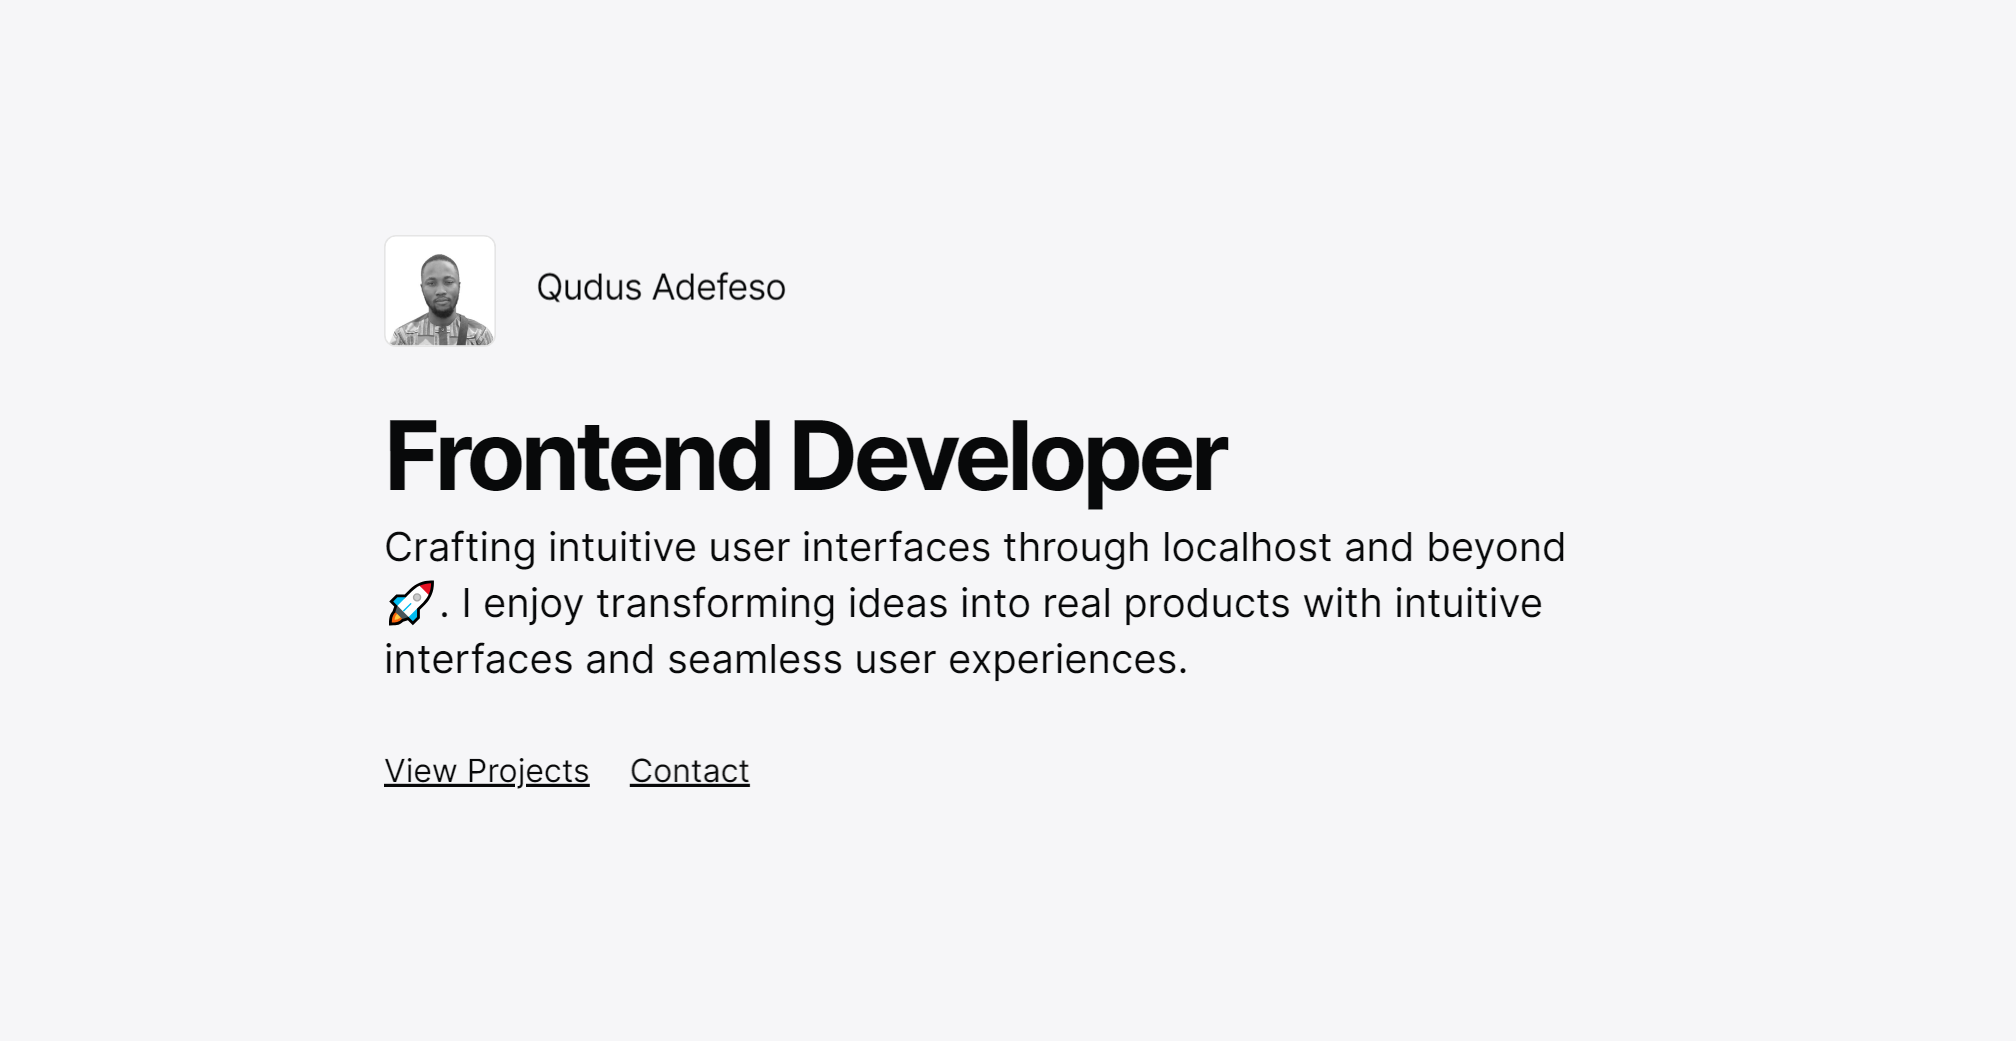 Qudus Adefeso
Frontend Developer
Crafting intuitive user interfaces through localhost and beyond
🚀. I enjoy transforming ideas into real products with intuitive
interfaces and seamless user experiences.
View Projects Contact